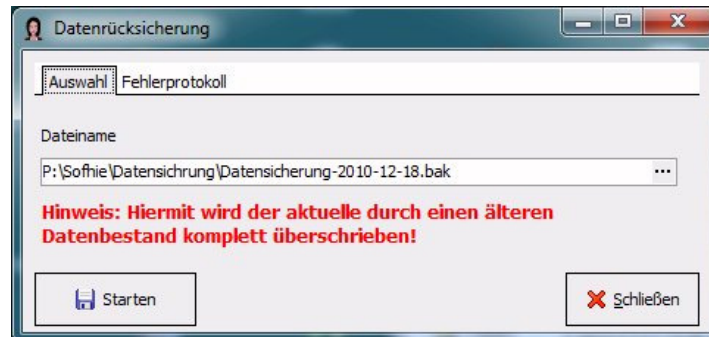 Datenrücksicherung
Auswahl Fehlerprotokoll
Dateiname
P:\Sofhie\Datensichrung\Datensicherung-2010-12-18.bak ...
Hinweis: Hiermit wird der aktuelle durch einen älteren
Datenbestand komplett überschrieben!
Starten Schließen